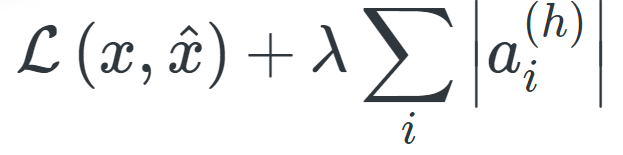 ℒ(x, x̂) + λ ∑ᵢ |aᵢ⁽ʰ⁾|